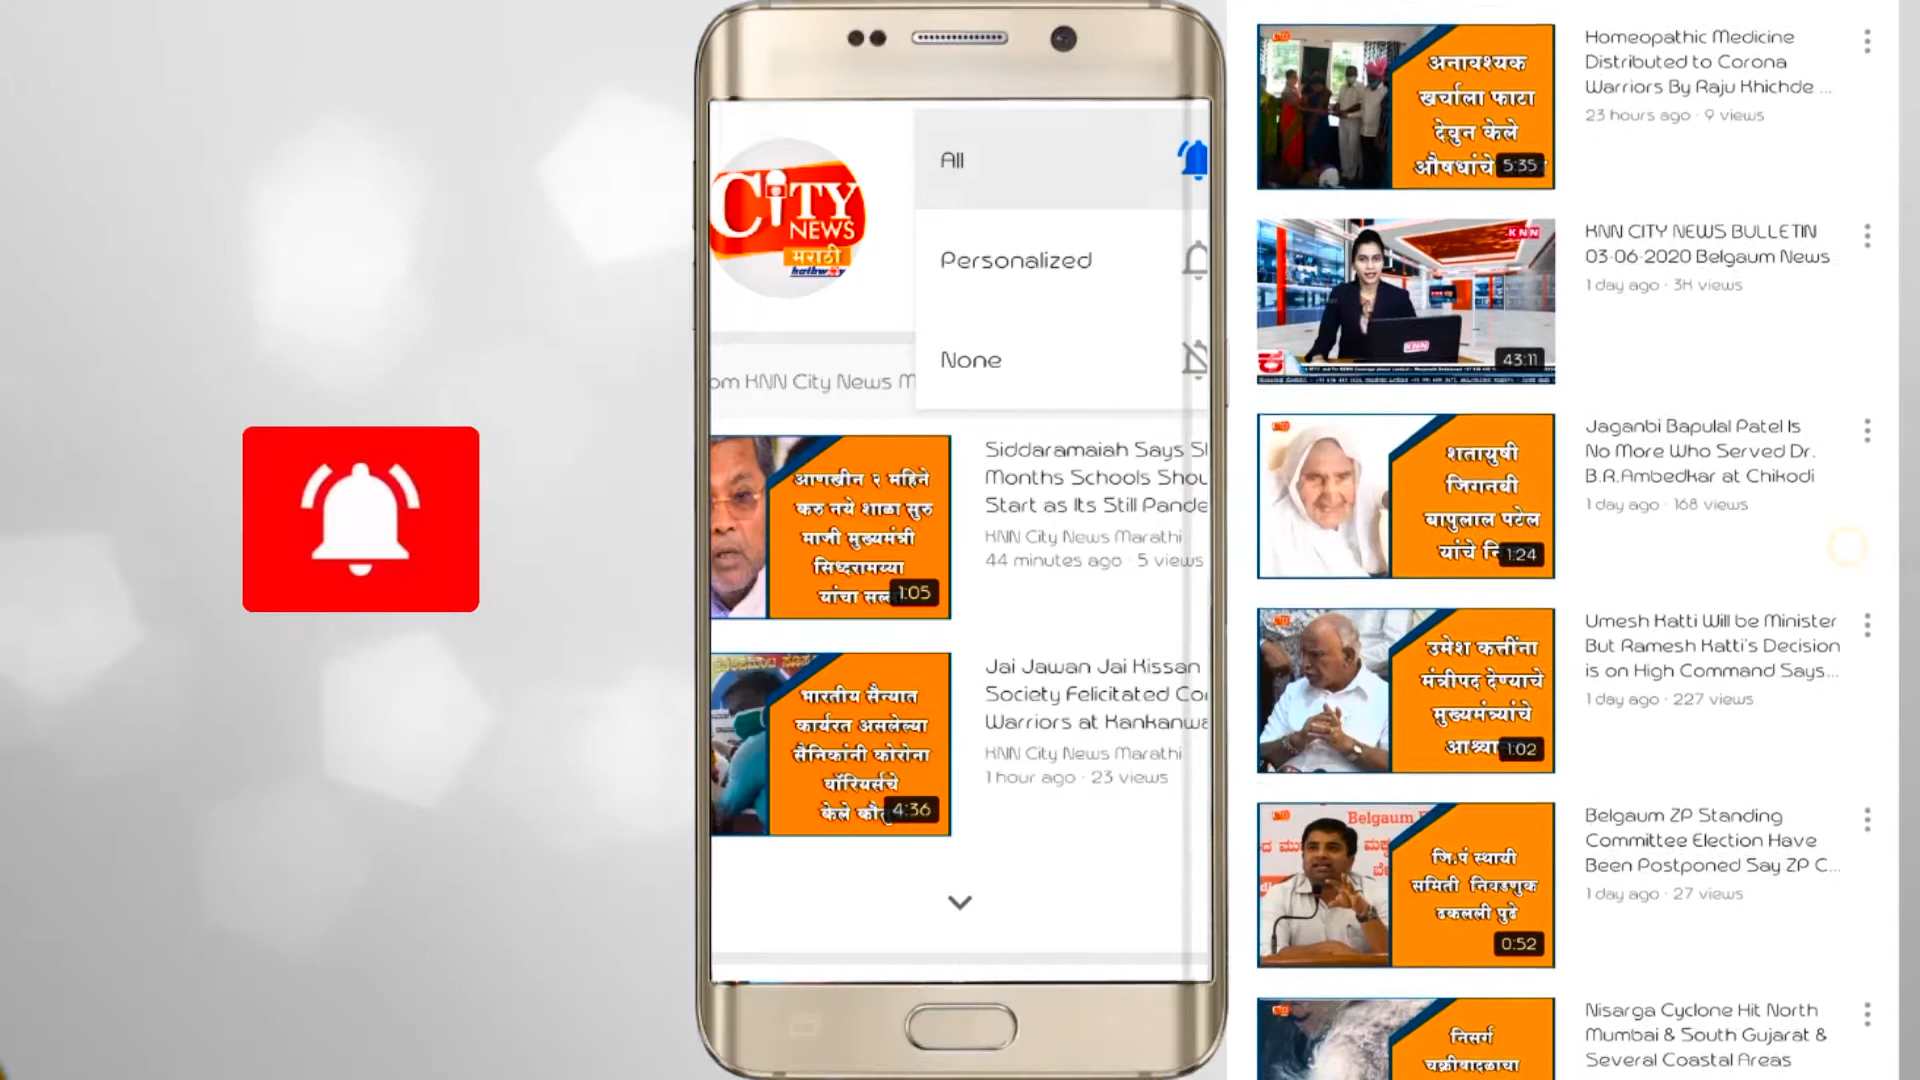 CiTY
NEWS
मराठी
hathway
All
Personalized
None
om KNN City News M
आणखीन २ महिने
करु नये शाळा सुरु
माजी मुख्यमंत्री
सिध्दरामय्या
यांचा सल्ला
1:05
Siddaramaiah Says
Months Schools Shou
Start as Its Still Pande
KNN City News Marathi
44 minutes ago · 5 views
भारतीय सैन्यात
कार्यरत असलेल्या
सैनिकांनी कोरोना
वॉरियर्सचे
केले
4:36
Jai Jawan Jai Kissan
Society Felicitated Co
Warriors at Kankanwa
KNN City News Marathi
1 hour ago · 23 views
अनावश्यक
खर्चाला फाटा
देवुन केले
औषधांचे
5:35
Homeopathic Medicine
Distributed to Corona
Warriors By Raju Khichde ...
23 hours ago · 9 views
KNN
KNN
43:11
KNN CITY NEWS BULLETIN
03-06-2020 Belgaum News
1 day ago · 3K views
शतायुषी
जिगनबी
बापुलाल पटेल
यांचे
1:24
Jaganbi Bapulal Patel Is
No More Who Served Dr.
B.R.Ambedkar at Chikodi
1 day ago · 168 views
उमेश कत्तींना
मंत्रीपद देण्याचे
मुख्यमंत्र्यांचे
1:02
Umesh Katti Will be Minister
But Ramesh Katti's Decision
is on High Command Says...
1 day ago · 227 views
Belgaum
जि.पं स्थायी
समिती निवडणुक
ढकलली पुढे
0:52
Belgaum ZP Standing
Committee Election Have
Been Postponed Say ZP C...
1 day ago · 27 views
निसर्ग
चक्रीवादळाचा
Nisarga Cyclone Hit North
Mumbai & South Gujarat &
Several Coastal Areas